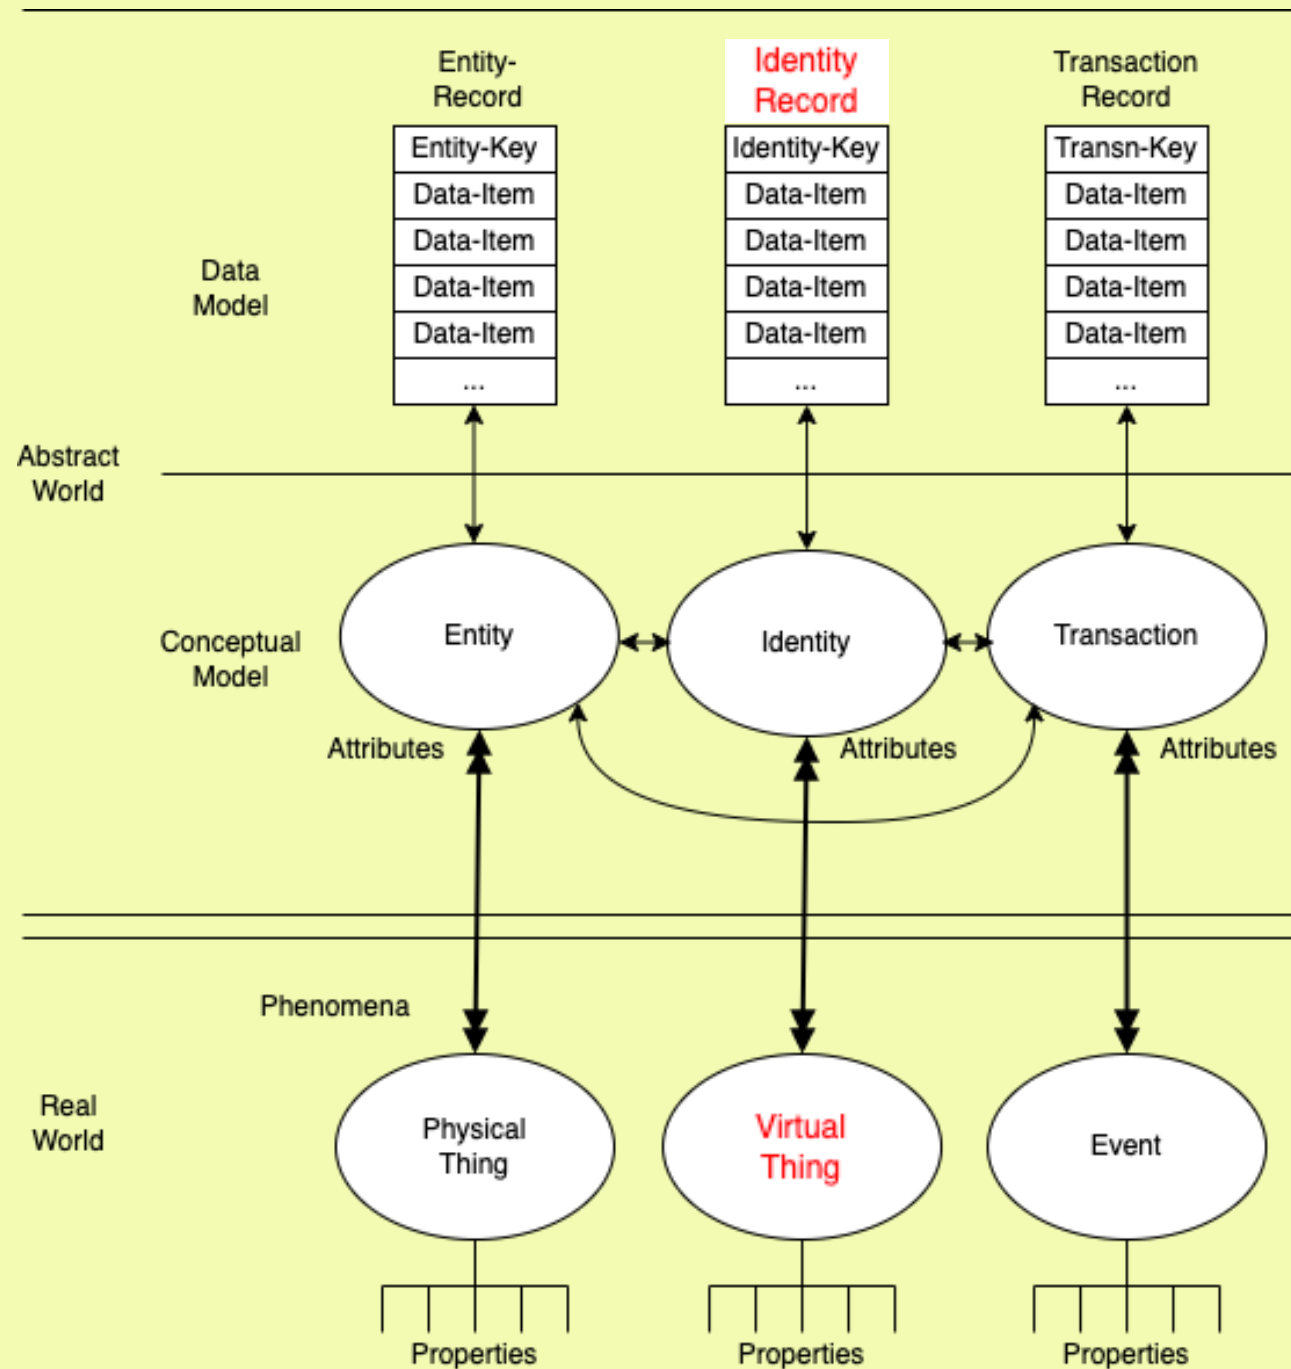 Entity-
Record
Identity
Record
Transaction
Record
Entity-Key
Data-Item
Data-Item
Data-Item
Data-Item
...
Identity-Key
Data-Item
Data-Item
Data-Item
Data-Item
...
Transn-Key
Data-Item
Data-Item
Data-Item
Data-Item
...
Data
Model
Abstract
World
Conceptual
Model
Entity
Identity
Transaction
Attributes
Attributes
Attributes
Phenomena
Real
World
Physical
Thing
Virtual
Thing
Event
Properties
Properties
Properties